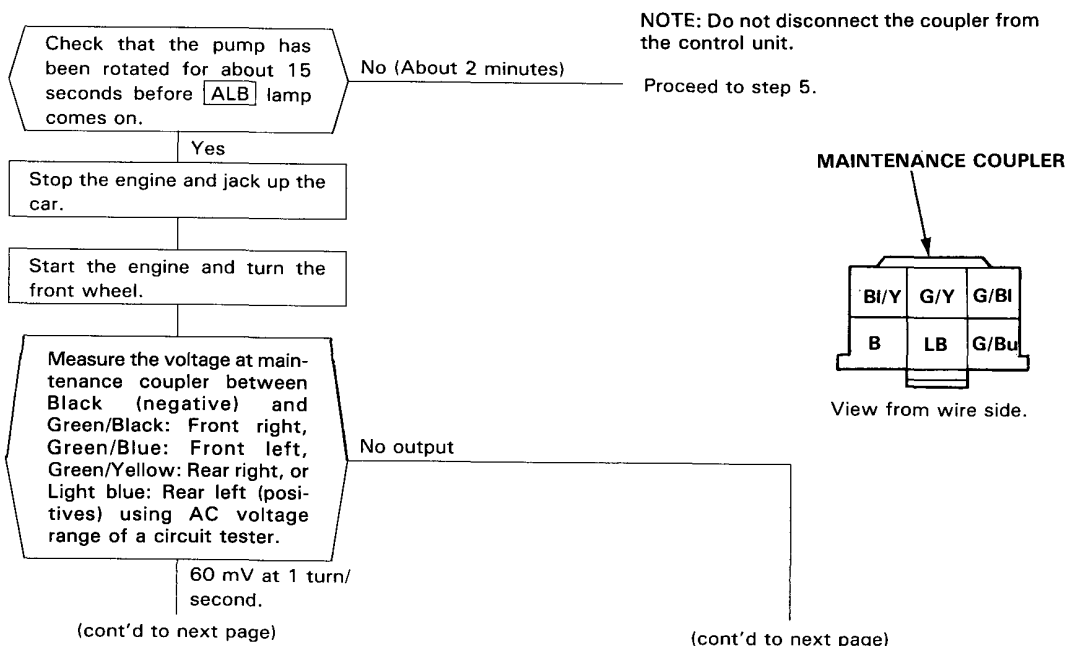 Check that the pump has
been rotated for about 15
seconds before ALB lamp
comes on.
No (About 2 minutes)
NOTE: Do not disconnect the coupler from
the control unit.
Proceed to step 5.
Yes
Stop the engine and jack up the
car.
Start the engine and turn the
front wheel.
MAINTENANCE COUPLER
Bl/Y G/Y G/Bl
B LB G/Bu
View from wire side.
Measure the voltage at main-
tenance coupler between
Black (negative) and
Green/Black: Front right,
Green/Blue: Front left,
Green/Yellow: Rear right, or
Light blue: Rear left (posi-
tives) using AC voltage
range of a circuit tester.
No output
60 mV at 1 turn/
second.
(cont'd to next page)
(cont'd to next page)